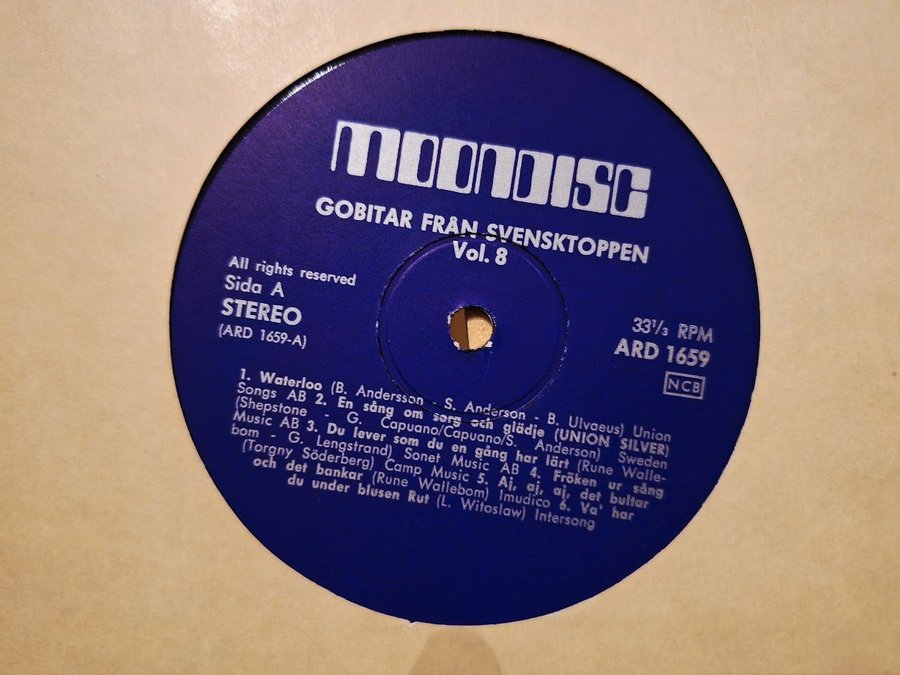 MOONDISC
GOBITAR FRÅN SVENSKTOPPEN
Vol. 8
All rights reserved
Sida A
STEREO
(ARD 1659-A)
33⅓ RPM
ARD 1659
NCB
1. Waterloo (B. Andersson - S. Anderson - B. Ulvaeus) Union
Songs AB 2. En sång om sorg och glädje (UNION SILVER)
(Shepstone - G. Capuano/Capuano/S. Anderson) Sweden
Music AB 3. Du lever som du en gång har lärt (Rune Walle-
bom - G. Lengstrand) Sonet Music AB 4. Fröken ur sång
(Torgny Söderberg) Camp Music 5. Aj, aj, aj, det bultar
och det bankar (Rune Wallebom) Imudico 6. Va' har
du under blusen Rut (L. Witoslaw) Intersong